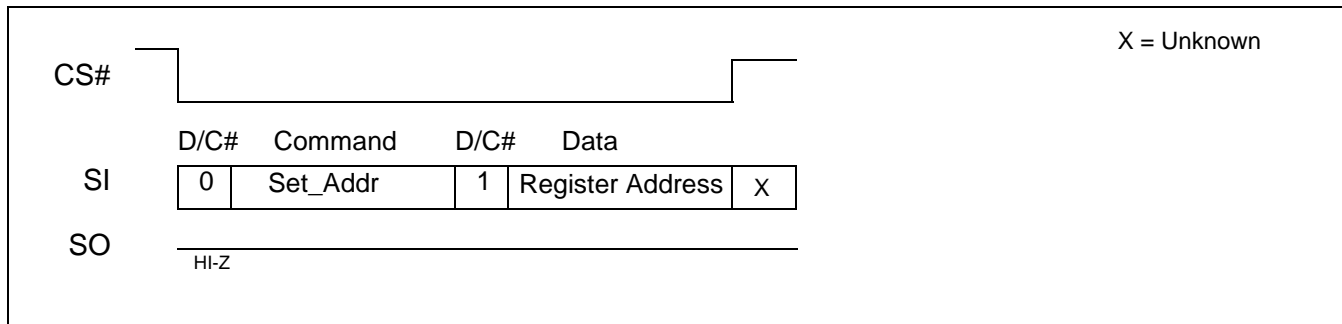 X = Unknown
CS#
D/C# Command D/C# Data
SI 0 Set_Addr 1 Register Address X
SO
HI-Z